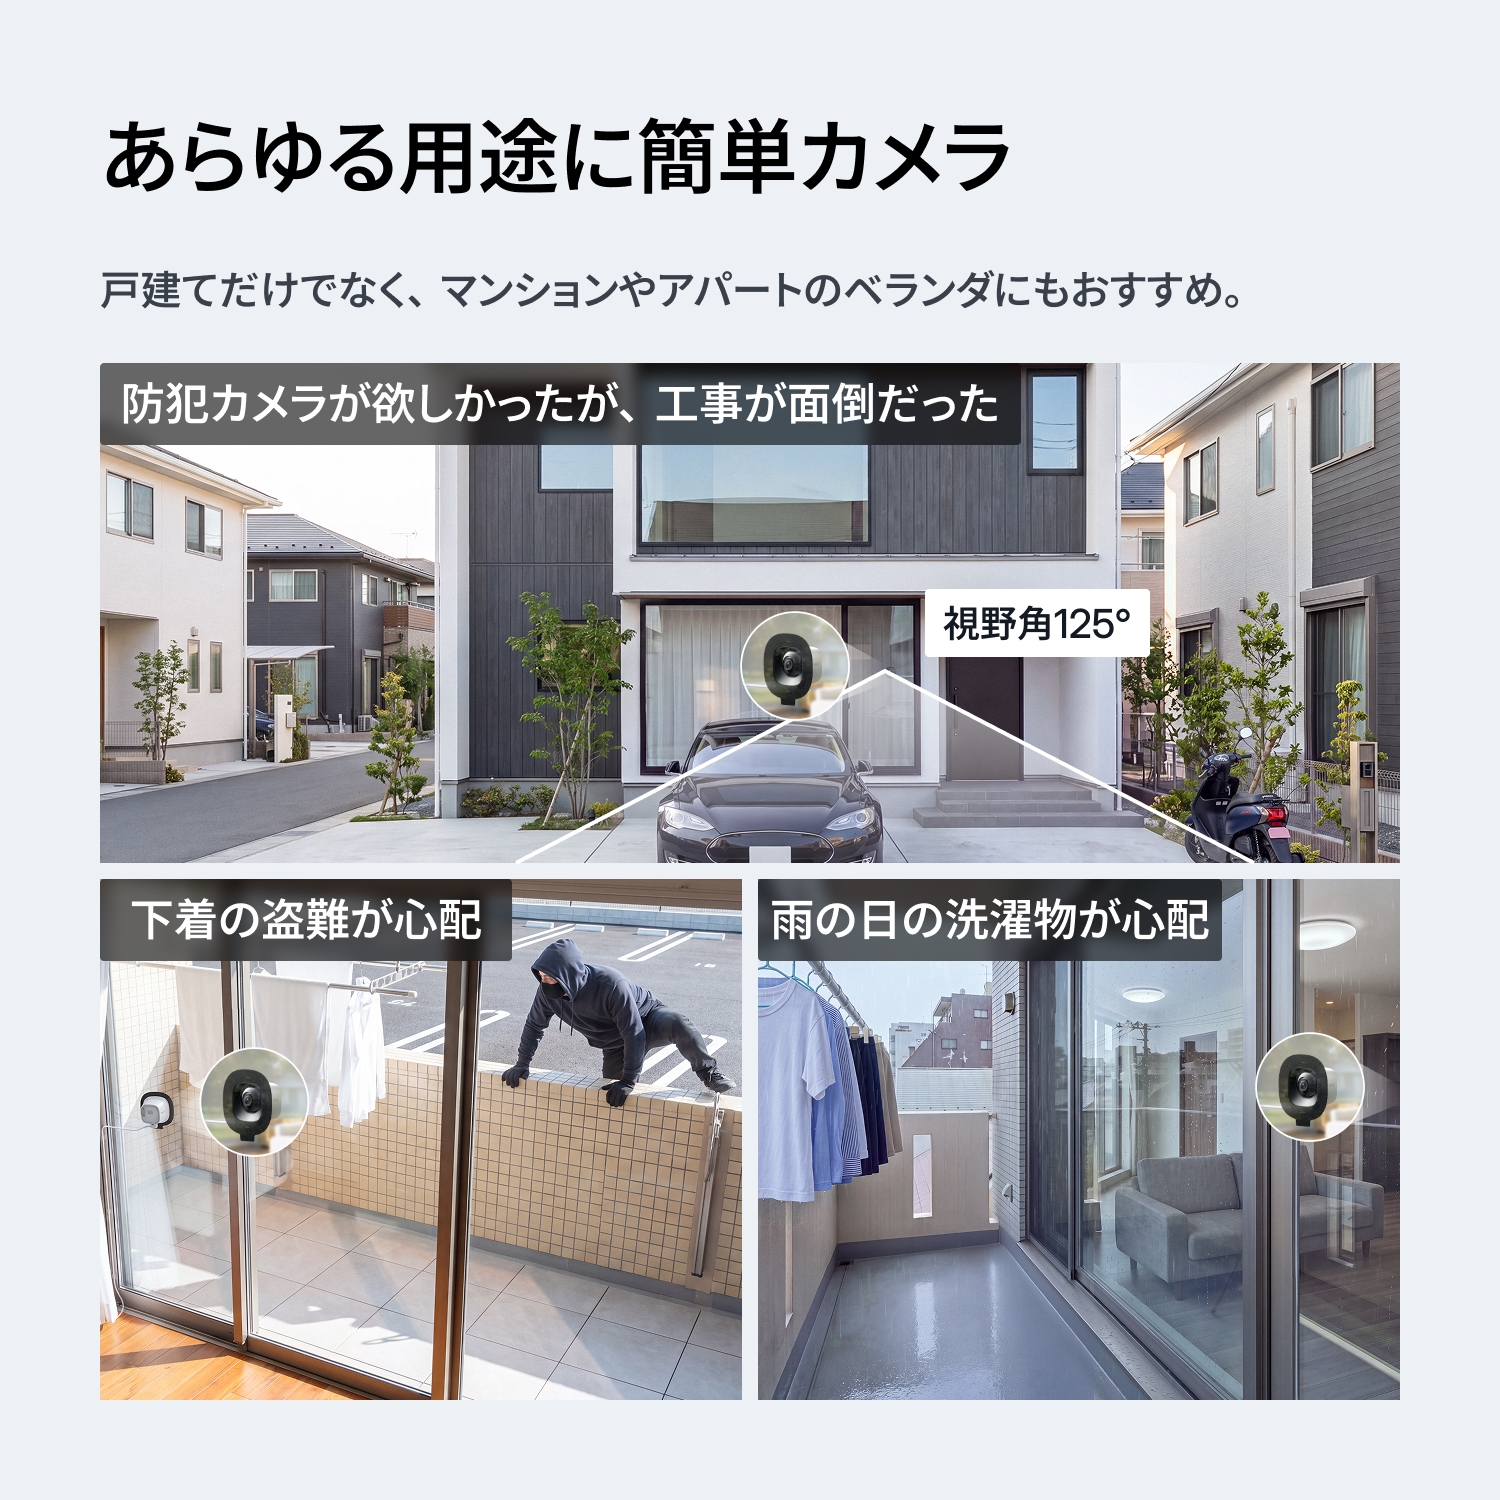 あらゆる用途に簡単カメラ
戸建てだけでなく、マンションやアパートのベランダにもおすすめ。
防犯カメラが欲しかったが、工事が面倒だった
視野角125°
下着の盗難が心配
雨の日の洗濯物が心配